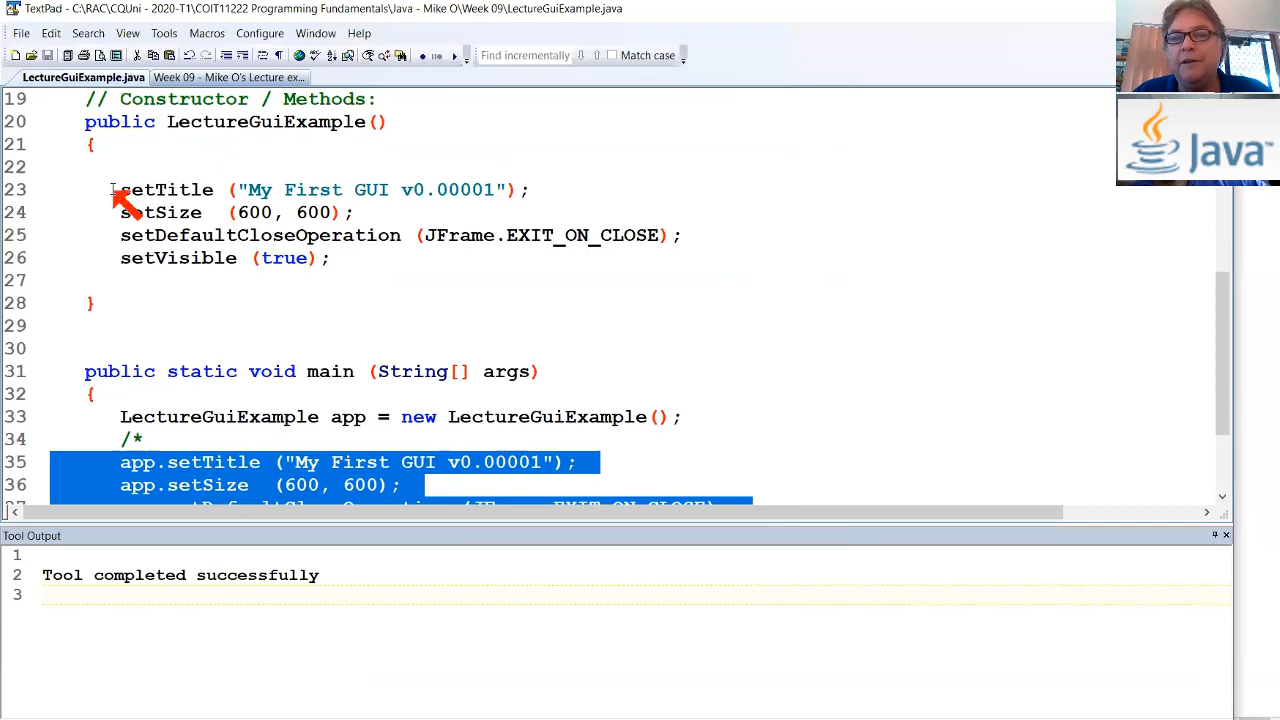 TextPad - C:\RAC\CQUni - 2020-T1\COIT11222 Programming Fundamentals\Java - Mike O\Week 09\LectureGuiExample.java
File Edit Search View Tools Macros Configure Window Help
Find incrementally Match case
LectureGuiExample.java Week 09 - Mike O's Lecture ex...
19 // Constructor / Methods:
20 public LectureGuiExample()
21 {
22
23 setTitle ("My First GUI v0.00001");
24 setSize (600, 600);
25 setDefaultCloseOperation (JFrame.EXIT_ON_CLOSE);
26 setVisible (true);
27
28 }
29
30
31 public static void main (String[] args)
32 {
33 LectureGuiExample app = new LectureGuiExample();
34 /*
35 app.setTitle ("My First GUI v0.00001");
36 app.setSize (600, 600);
Tool Output
1
2 Tool completed successfully
3
Java